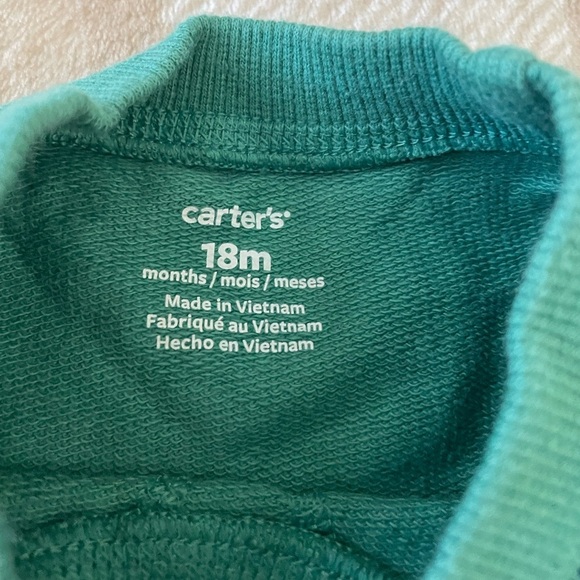 carter's
18m
months / mois / meses
Made in Vietnam
Fabriqué au Vietnam
Hecho en Vietnam